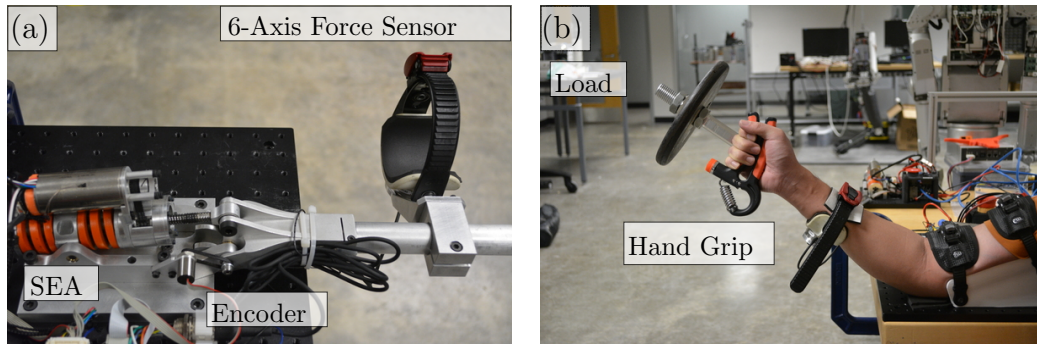 (a)
6-Axis Force Sensor
SEA
Encoder
(b)
Load
Hand Grip